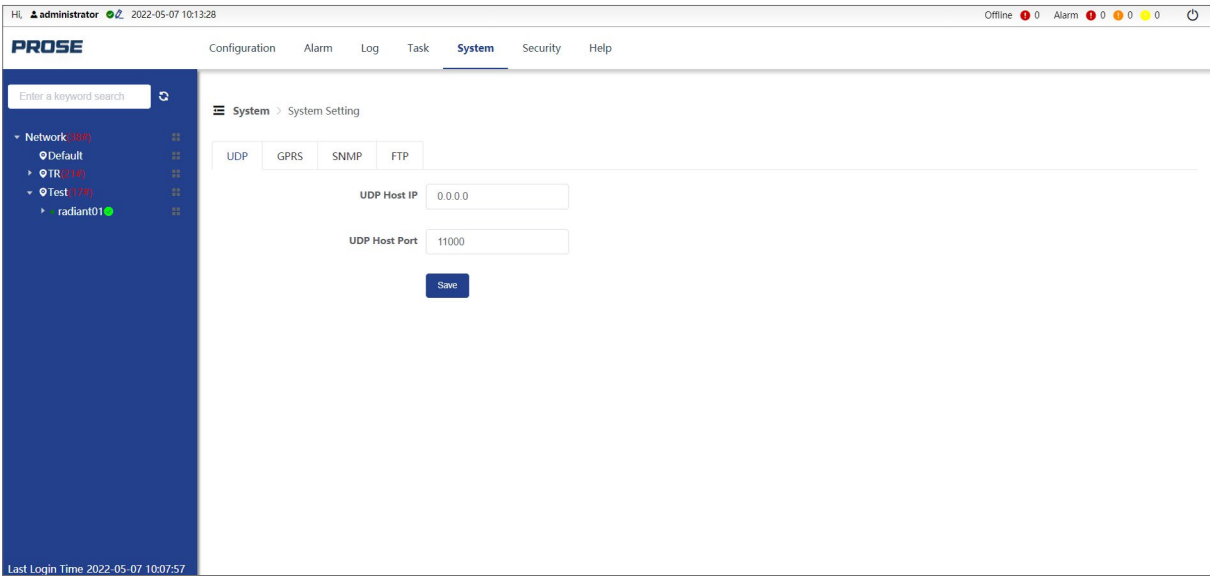 Hi, administrator 2022-05-07 10:13:28 Offline 0 Alarm 0 0 0
PROSE Configuration Alarm Log Task System Security Help
Enter a keyword search
System > System Setting
Network(38#)
Default
TR(21#)
Test(17#)
radiant01
UDP GPRS SNMP FTP
UDP Host IP 0.0.0.0
UDP Host Port 11000
Save
Last Login Time 2022-05-07 10:07:57